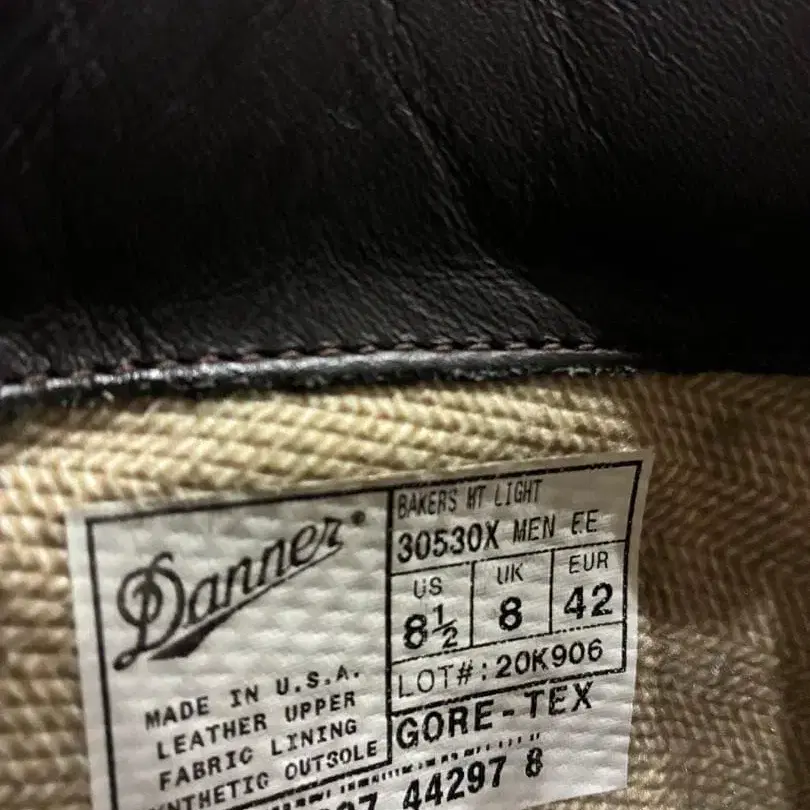 Danner
MADE IN U.S.A.
LEATHER UPPER
FABRIC LINING
SYNTHETIC OUTSOLE
BAKERS MT LIGHT
30530X MEN EE
US UK EUR
8½ 8 42
LOT#:20K906
GORE-TEX
44297 8